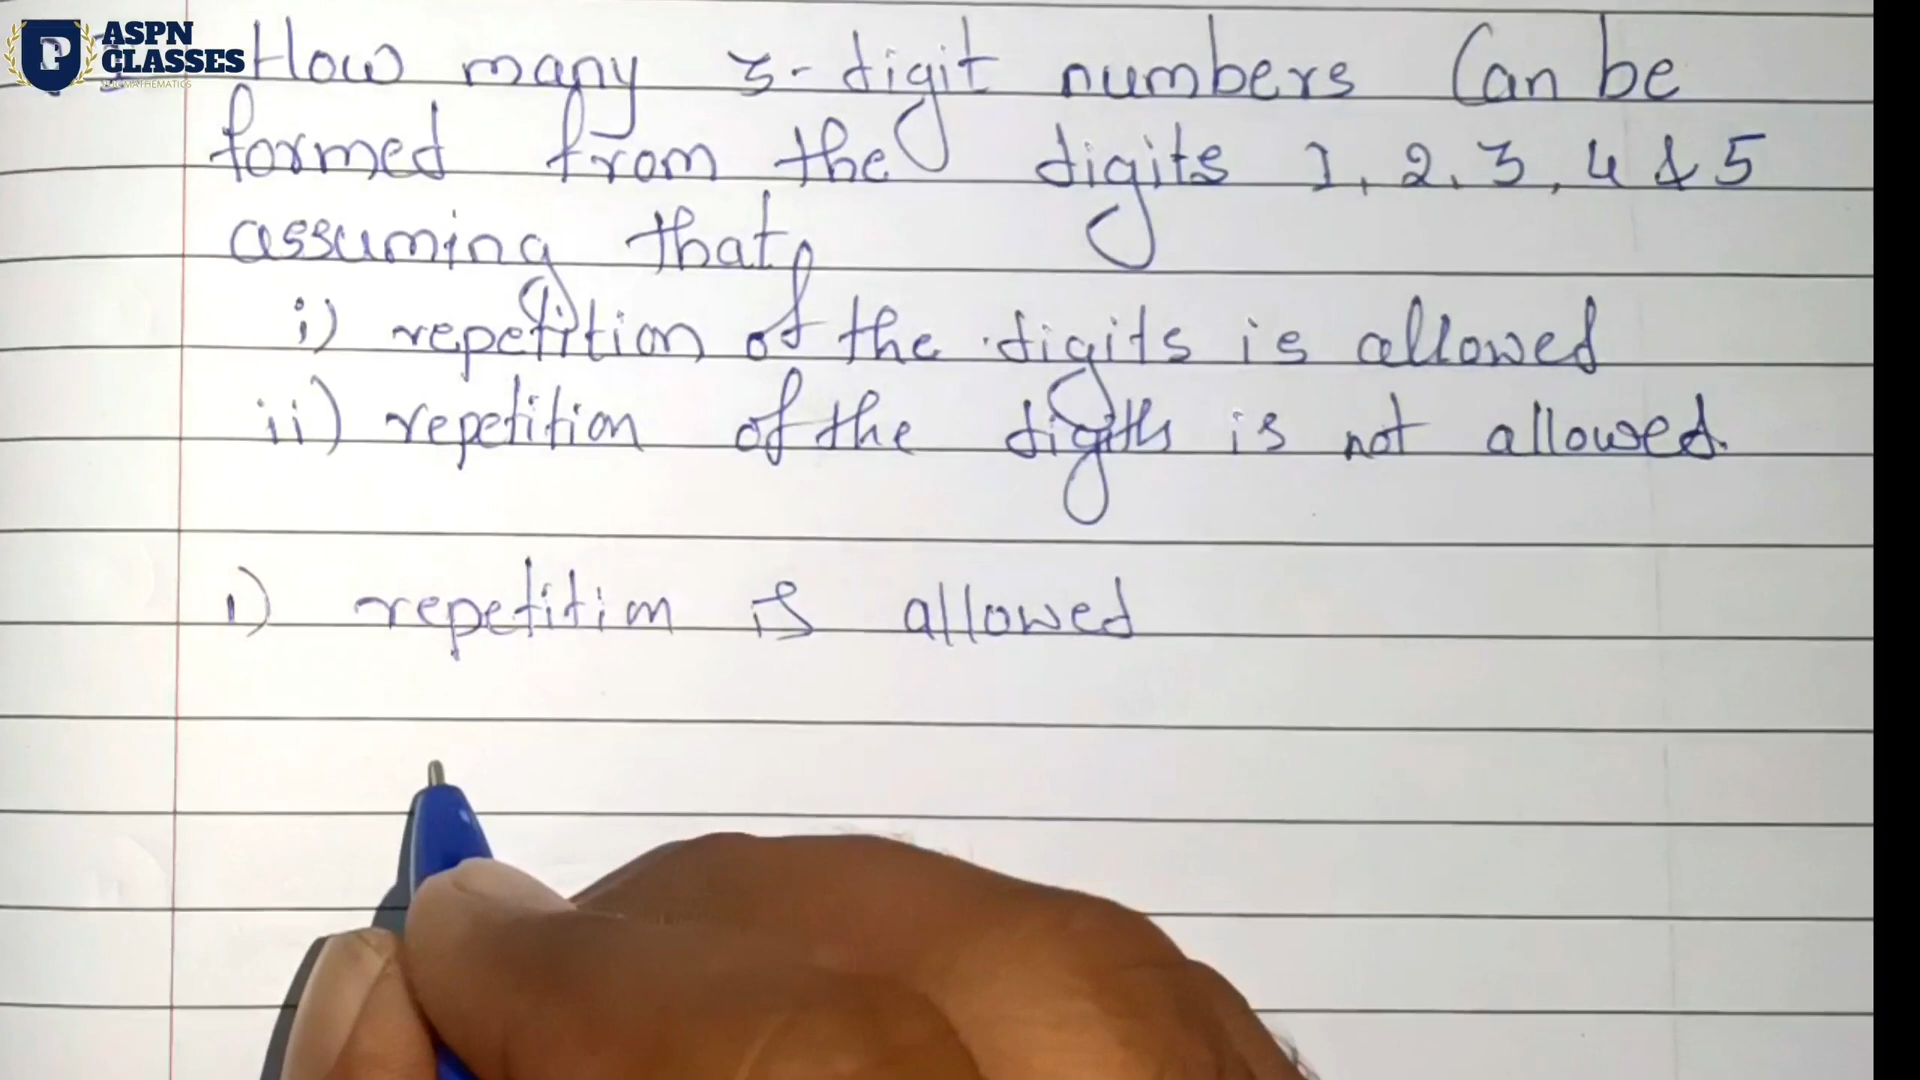 ASPN
CLASSES
How many 3-digit numbers Can be
formed from the digits 1, 2, 3, 4 & 5
assuming that
i) repetition of the digits is allowed
ii) repetition of the digits is not allowed.
i) repetition is allowed